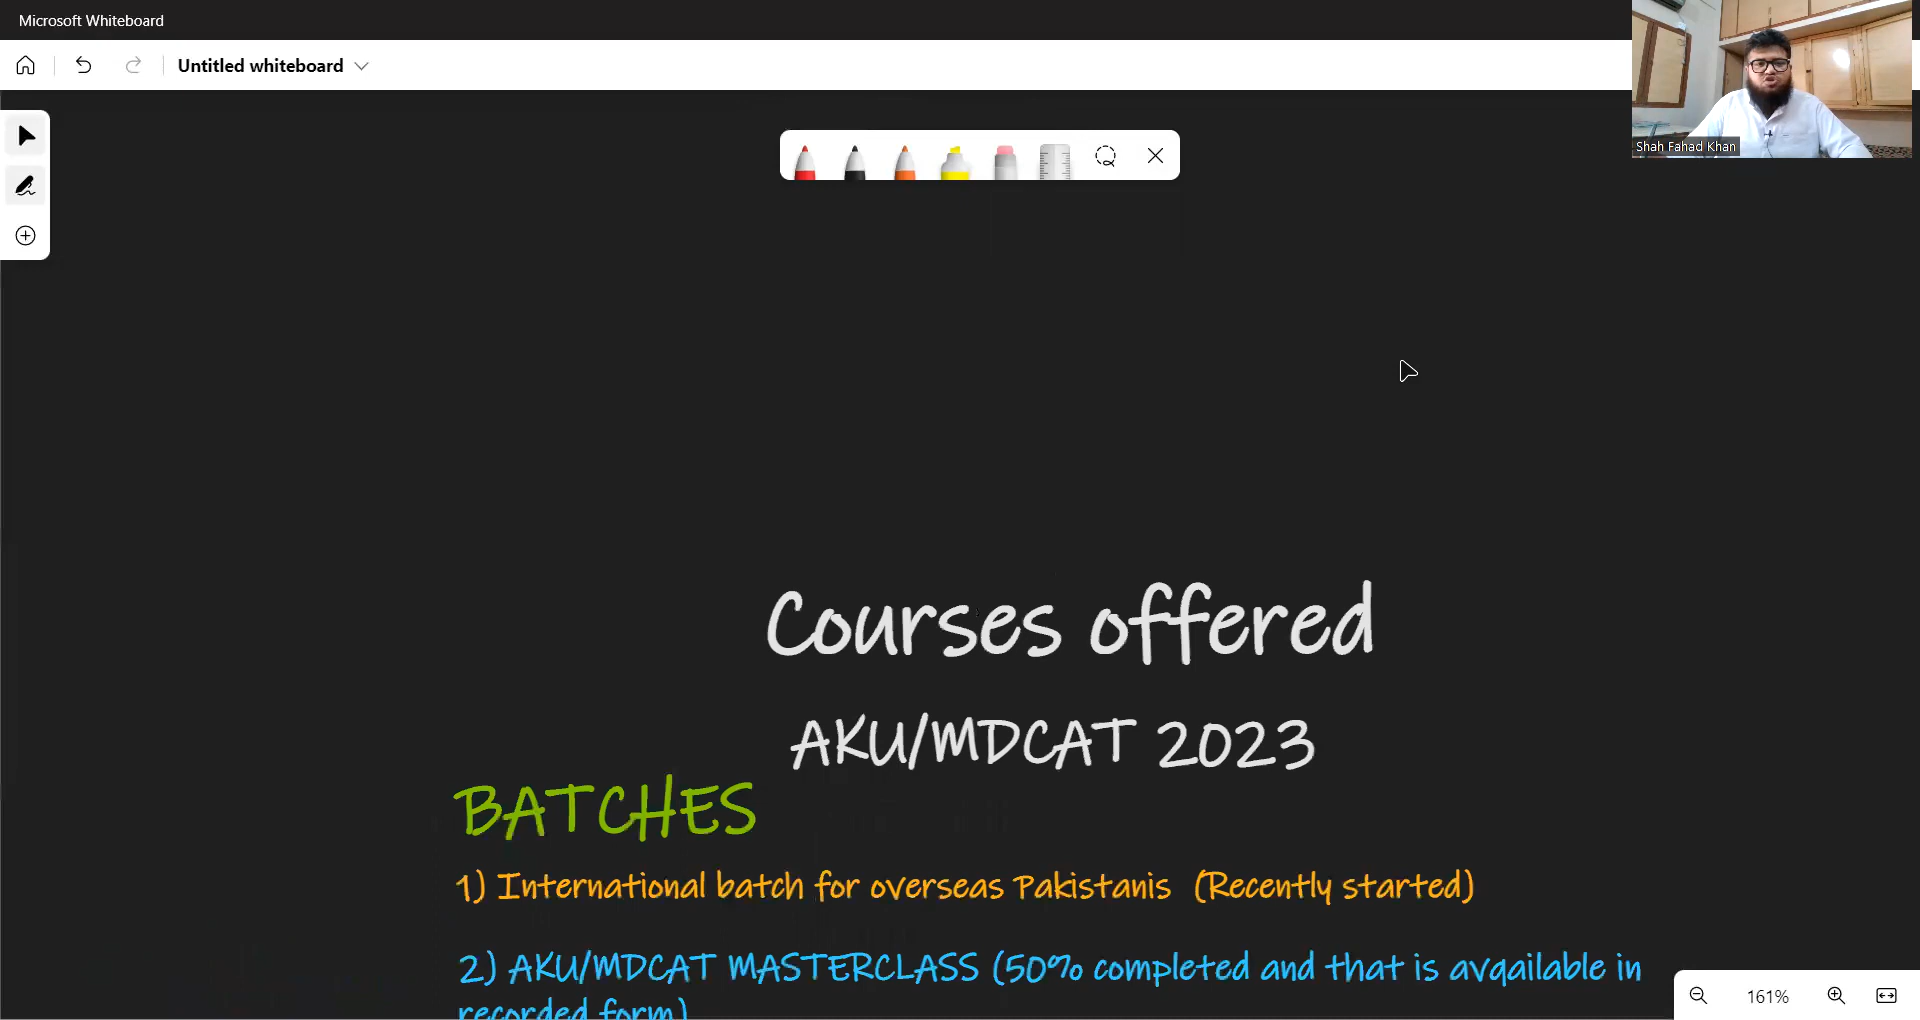 Microsoft Whiteboard
Untitled whiteboard
Shah Fahad Khan
Courses offered
AKU/MDCAT 2023
BATCHES
1) International batch for overseas Pakistanis (Recently started)
2) AKU/MDCAT MASTERCLASS (50% completed and that is avqailable in
recorded form)
161%